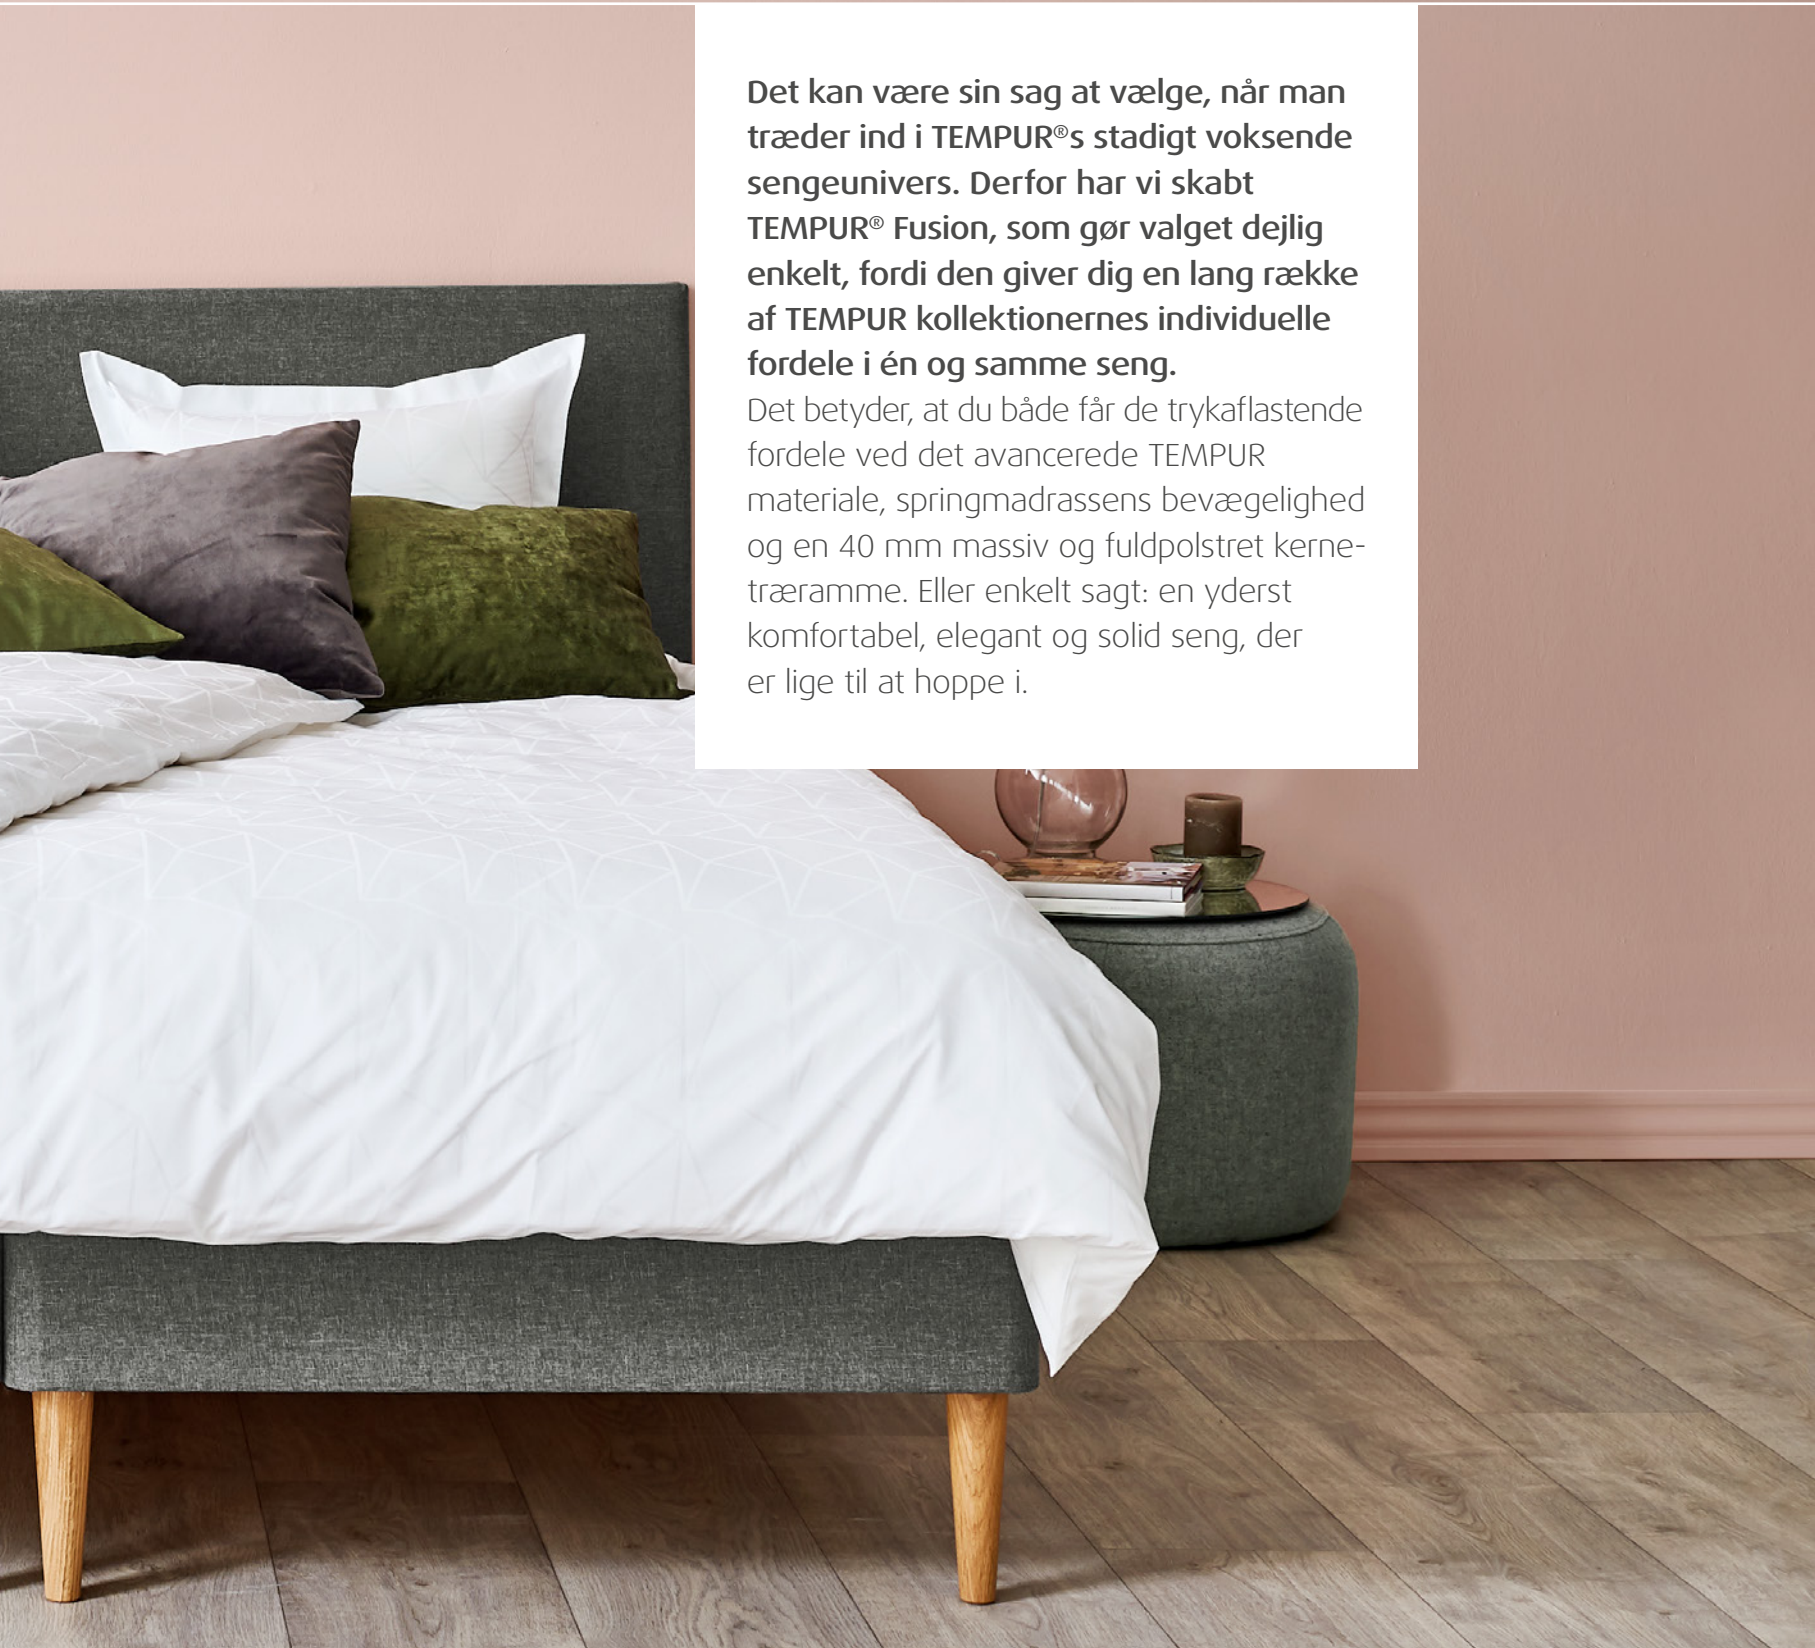 Det kan være sin sag at vælge, når man
træder ind i TEMPUR®s stadigt voksende
sengeunivers. Derfor har vi skabt
TEMPUR® Fusion, som gør valget dejlig
enkelt, fordi den giver dig en lang række
af TEMPUR kollektionernes individuelle
fordele i én og samme seng.
Det betyder, at du både får de trykaflastende
fordele ved det avancerede TEMPUR
materiale, springmadrassens bevægelighed
og en 40 mm massiv og fuldpolstret kerne-
træramme. Eller enkelt sagt: en yderst
komfortabel, elegant og solid seng, der
er lige til at hoppe i.